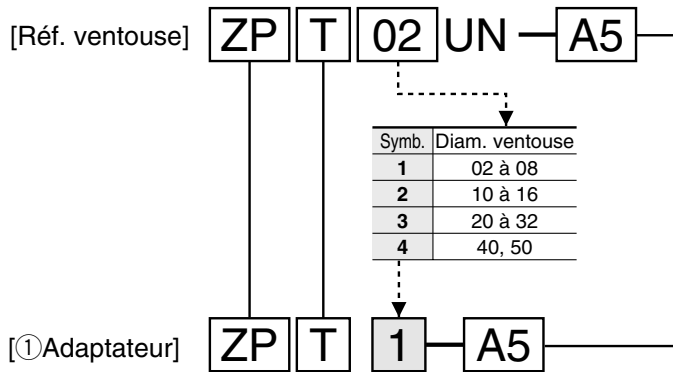 [Réf. ventouse] ZP T 02 UN — A5
Symb. Diam. ventouse
1 02 à 08
2 10 à 16
3 20 à 32
4 40, 50
[①Adaptateur] ZP T 1 — A5